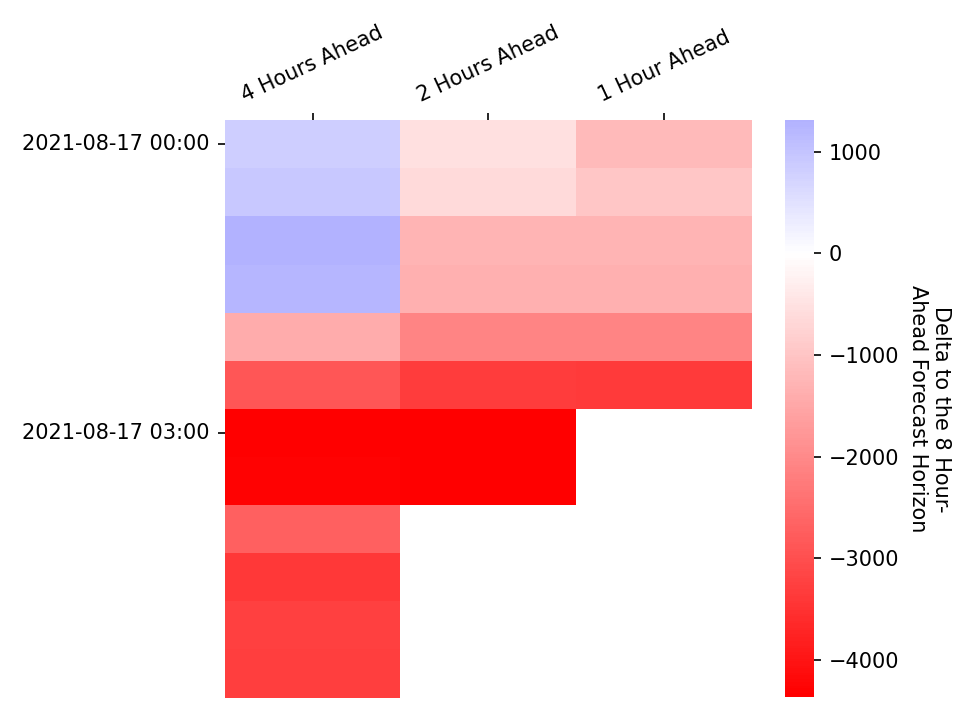 4 Hours Ahead
2 Hours Ahead
1 Hour Ahead
2021-08-17 00:00
2021-08-17 03:00
1000
0
−1000
−2000
−3000
−4000
Delta to the 8 Hour-
Ahead Forecast Horizon